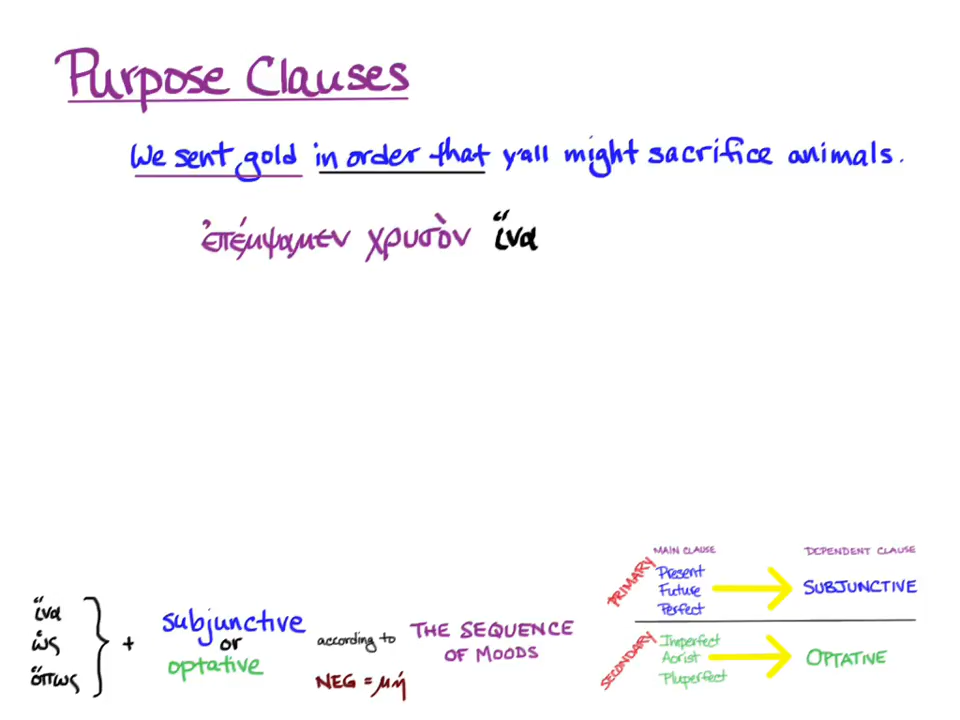 Purpose Clauses
We sent gold in order that y'all might sacrifice animals.
ἐπέμψαμεν χρυσὸν ἵνα
ἵνα
ὡς
ὅπως
+
subjunctive
or
optative
according to
NEG = μή
THE SEQUENCE
OF MOODS
PRIMARY
MAIN CLAUSE
Present
Future
Perfect
DEPENDENT CLAUSE
SUBJUNCTIVE
SECONDARY
Imperfect
Aorist
Pluperfect
OPTATIVE